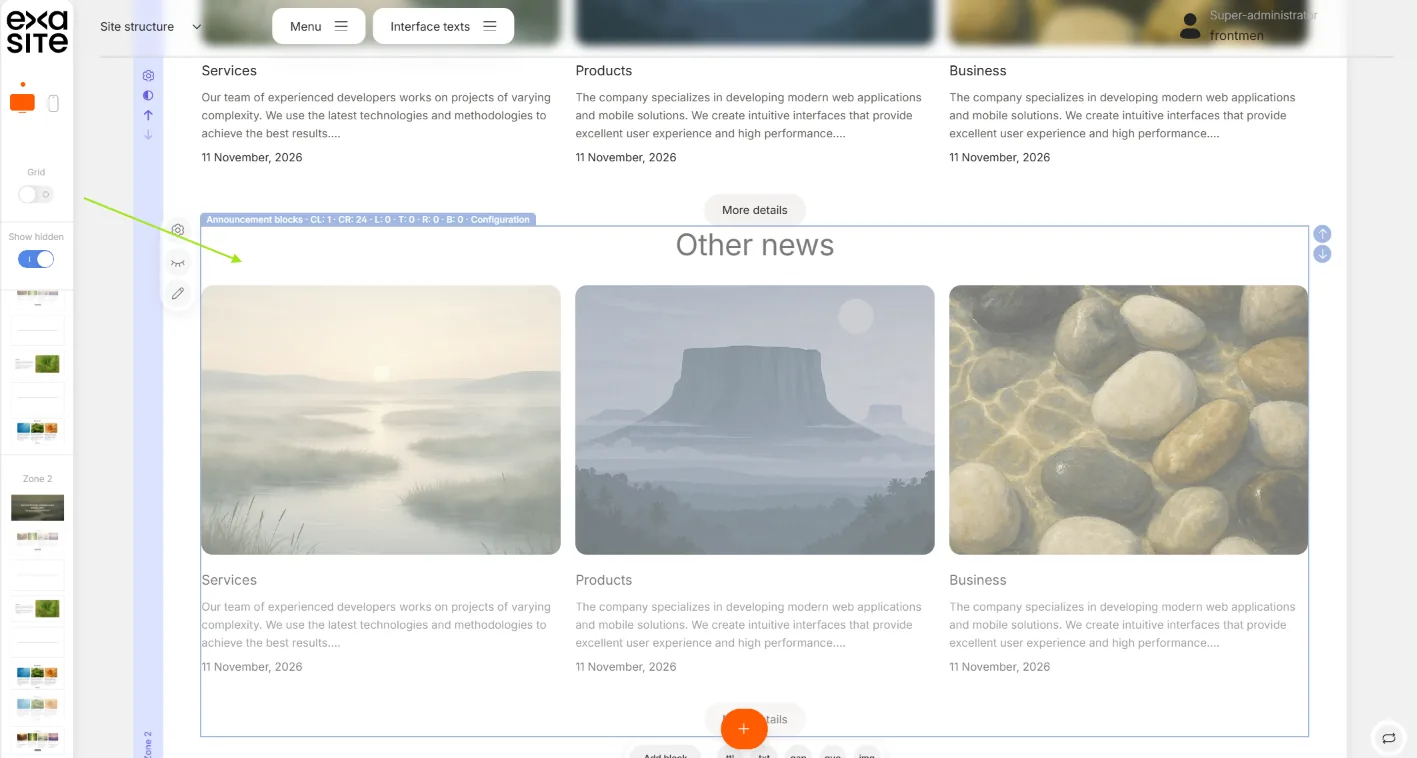 exa
site
Site structure
Menu
Interface texts
Super-administrator
frontmen
Grid
Show hidden
Zone 2
Zone 2
Services
Our team of experienced developers works on projects of varying
complexity. We use the latest technologies and methodologies to
achieve the best results....
11 November, 2026
Products
The company specializes in developing modern web applications
and mobile solutions. We create intuitive interfaces that provide
excellent user experience and high performance....
11 November, 2026
Business
The company specializes in developing modern web applications
and mobile solutions. We create intuitive interfaces that provide
excellent user experience and high performance....
11 November, 2026
More details
Announcement blocks · CL: 1 · CR: 24 · L: 0 · T: 0 · R: 0 · B: 0 · Configuration
Other news
Services
Our team of experienced developers works on projects of varying
complexity. We use the latest technologies and methodologies to
achieve the best results....
11 November, 2026
Products
The company specializes in developing modern web applications
and mobile solutions. We create intuitive interfaces that provide
excellent user experience and high performance....
11 November, 2026
Business
The company specializes in developing modern web applications
and mobile solutions. We create intuitive interfaces that provide
excellent user experience and high performance....
11 November, 2026
Add block